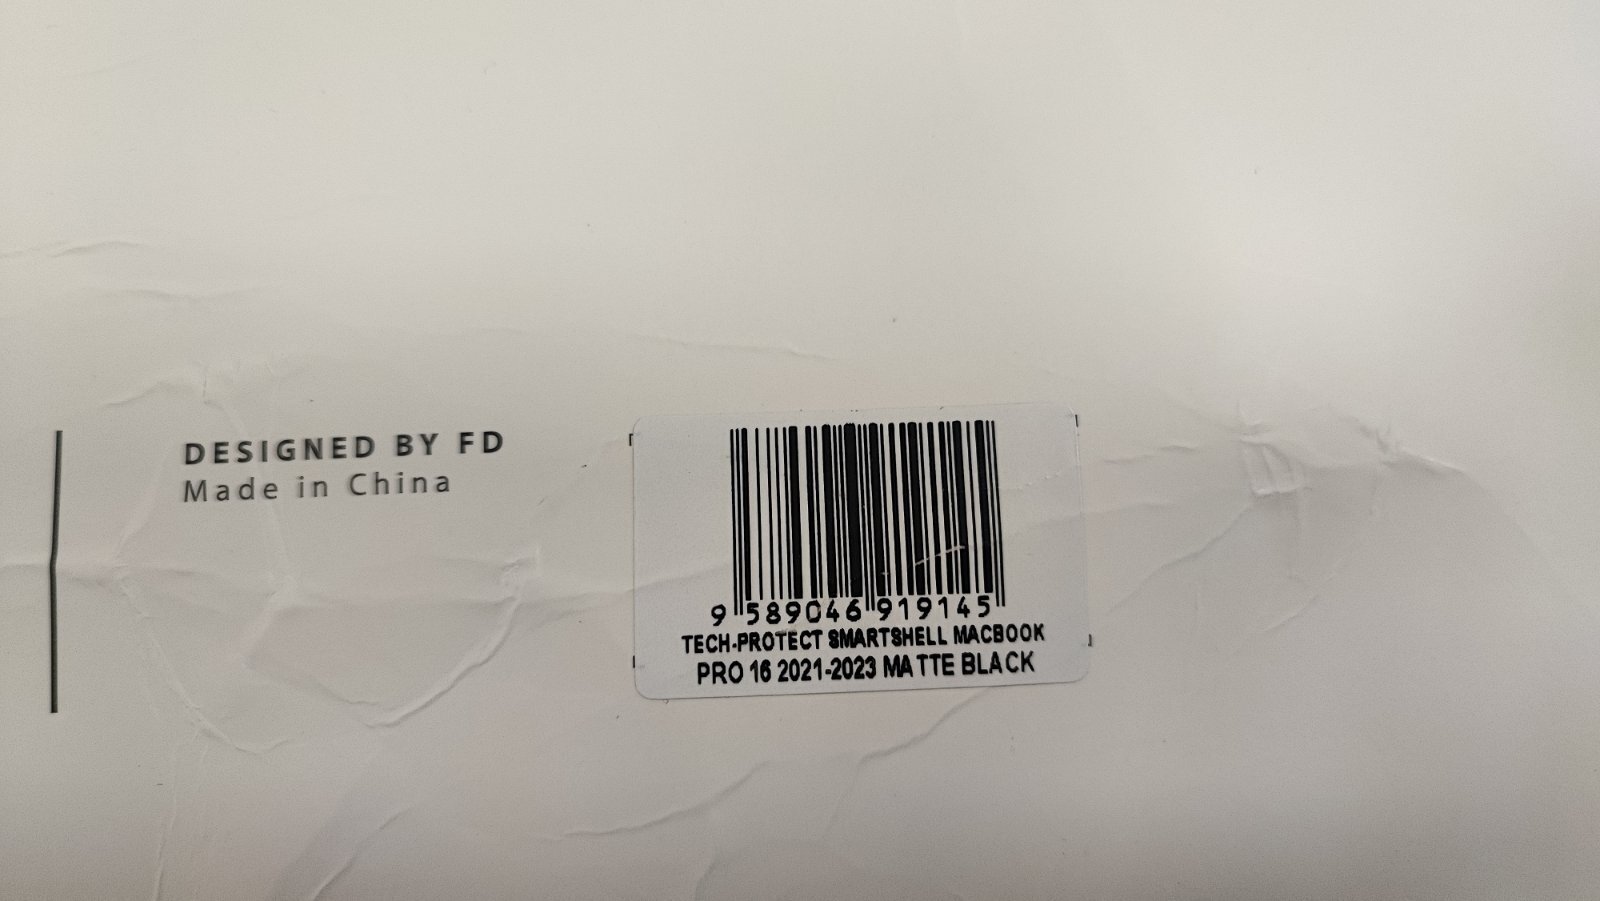 DESIGNED BY FD
Made in China
9 589046 919145
TECH-PROTECT SMARTSHELL MACBOOK
PRO 16 2021-2023 MATTE BLACK